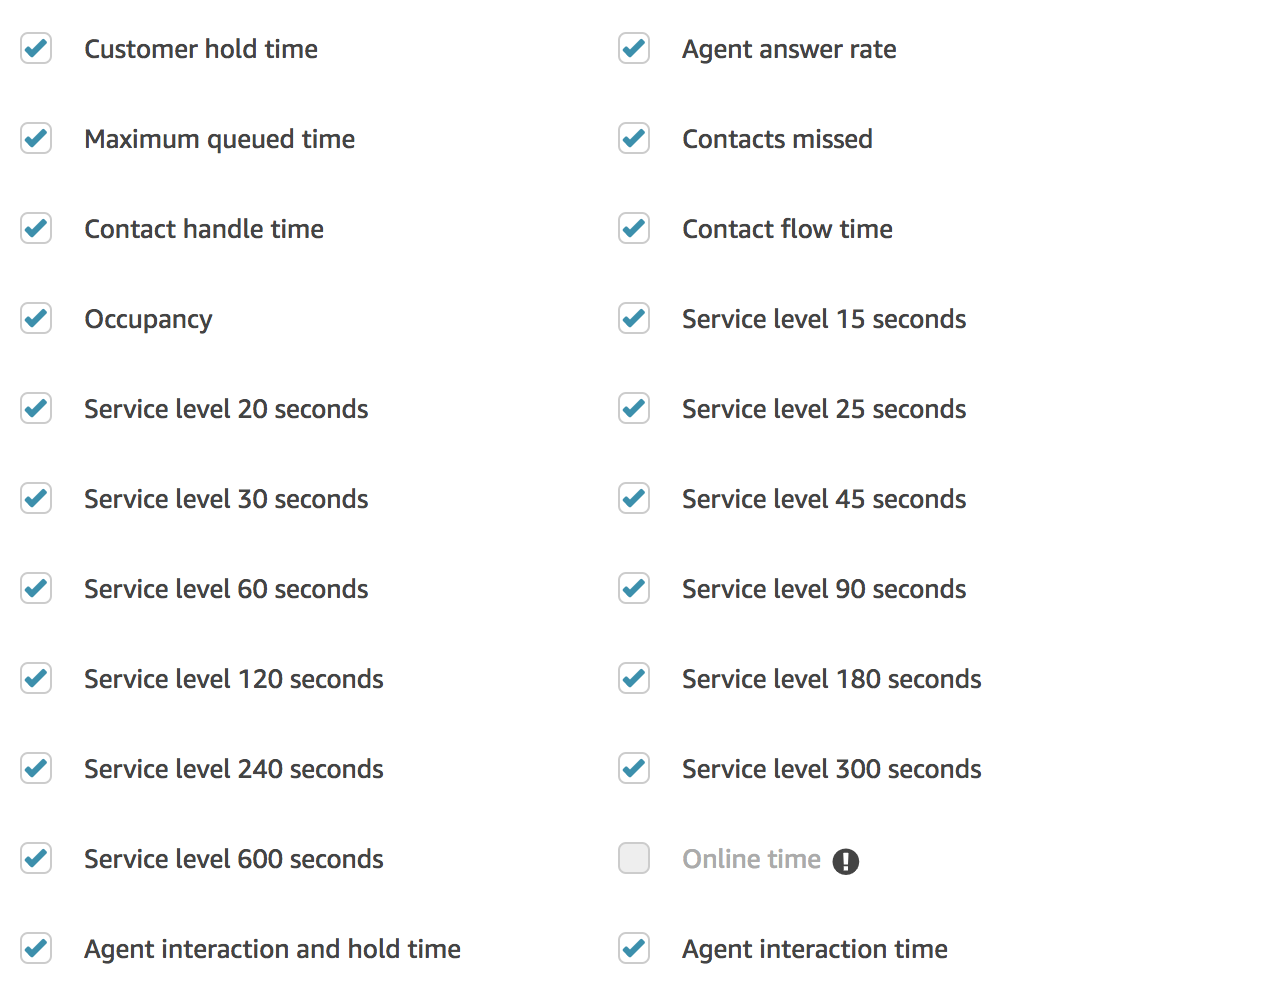 Customer hold time
Agent answer rate
Maximum queued time
Contacts missed
Contact handle time
Contact flow time
Occupancy
Service level 15 seconds
Service level 20 seconds
Service level 25 seconds
Service level 30 seconds
Service level 45 seconds
Service level 60 seconds
Service level 90 seconds
Service level 120 seconds
Service level 180 seconds
Service level 240 seconds
Service level 300 seconds
Service level 600 seconds
Online time
Agent interaction and hold time
Agent interaction time